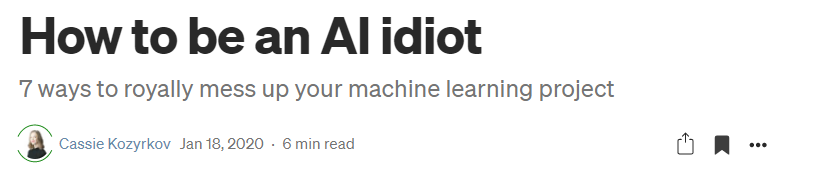 How to be an AI idiot
7 ways to royally mess up your machine learning project
Cassie Kozyrkov Jan 18, 2020 · 6 min read